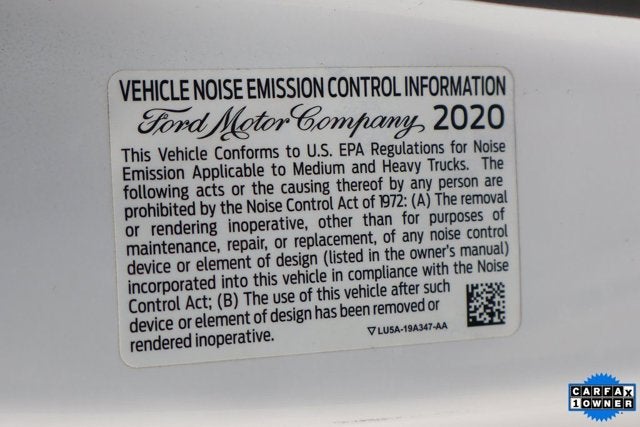 VEHICLE NOISE EMISSION CONTROL INFORMATION
Ford Motor Company 2020
This Vehicle Conforms to U.S. EPA Regulations for Noise
Emission Applicable to Medium and Heavy Trucks. The
following acts or the causing thereof by any person are
prohibited by the Noise Control Act of 1972: (A) The removal
or rendering inoperative, other than for purposes of
maintenance, repair, or replacement, of any noise control
device or element of design (listed in the owner's manual)
incorporated into this vehicle in compliance with the Noise
Control Act; (B) The use of this vehicle after such
device or element of design has been removed or
rendered inoperative.
LU5A-19A347-AA
CARFAX
1 OWNER